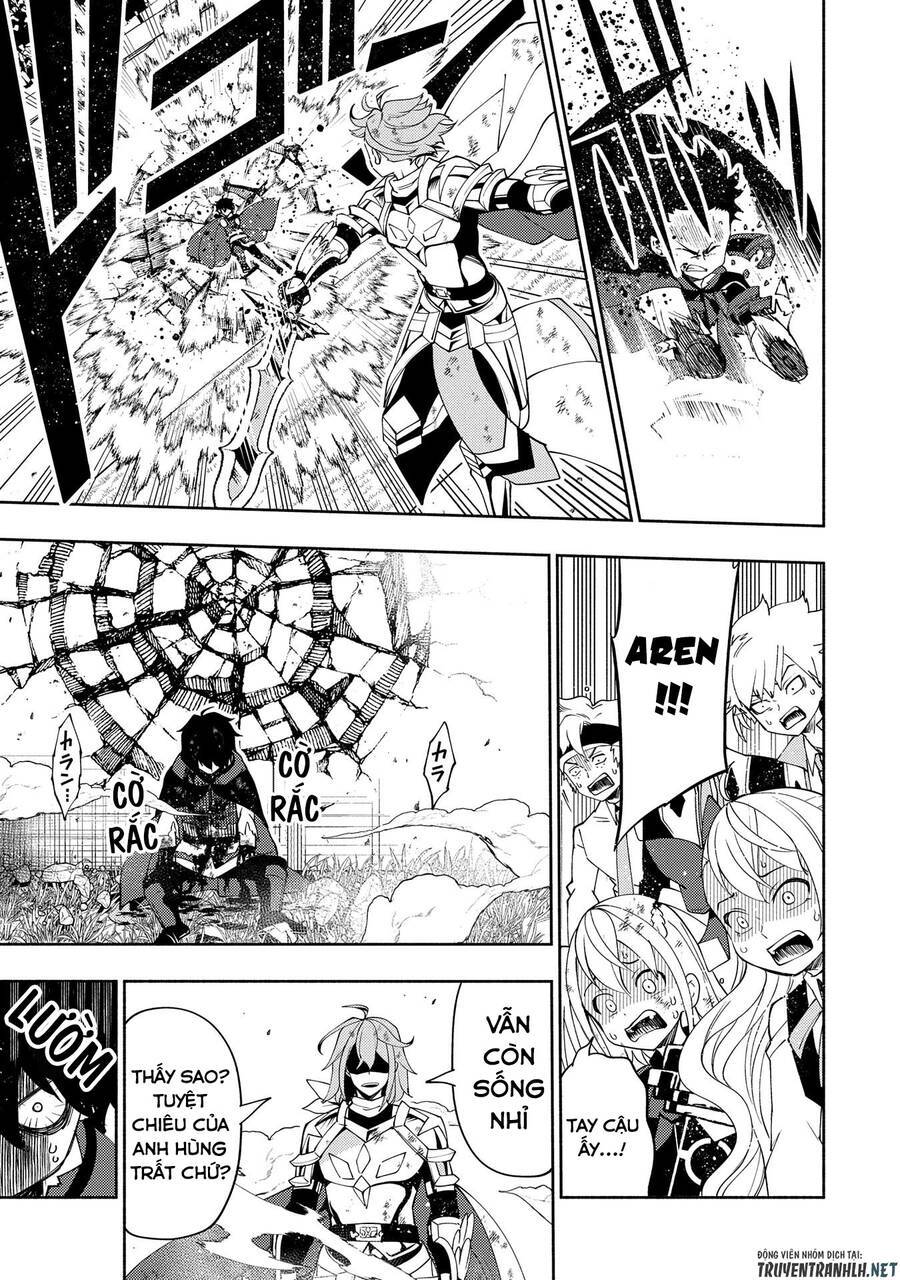 AREN
!!!
TAY CẬU
ẤY...!
カラ
カラン...
CỜ
RẮC
CỜ
RẮC
VẪN
CÒN
SỐNG
NHỈ
THẤY SAO?
TUYỆT
CHIÊU CỦA
ANH HÙNG
TRẤT CHỨ?
LƯỜM
ĐỘNG VIÊN NHÓM DỊCH TẠI:
TRUYENTRANHLH.NET